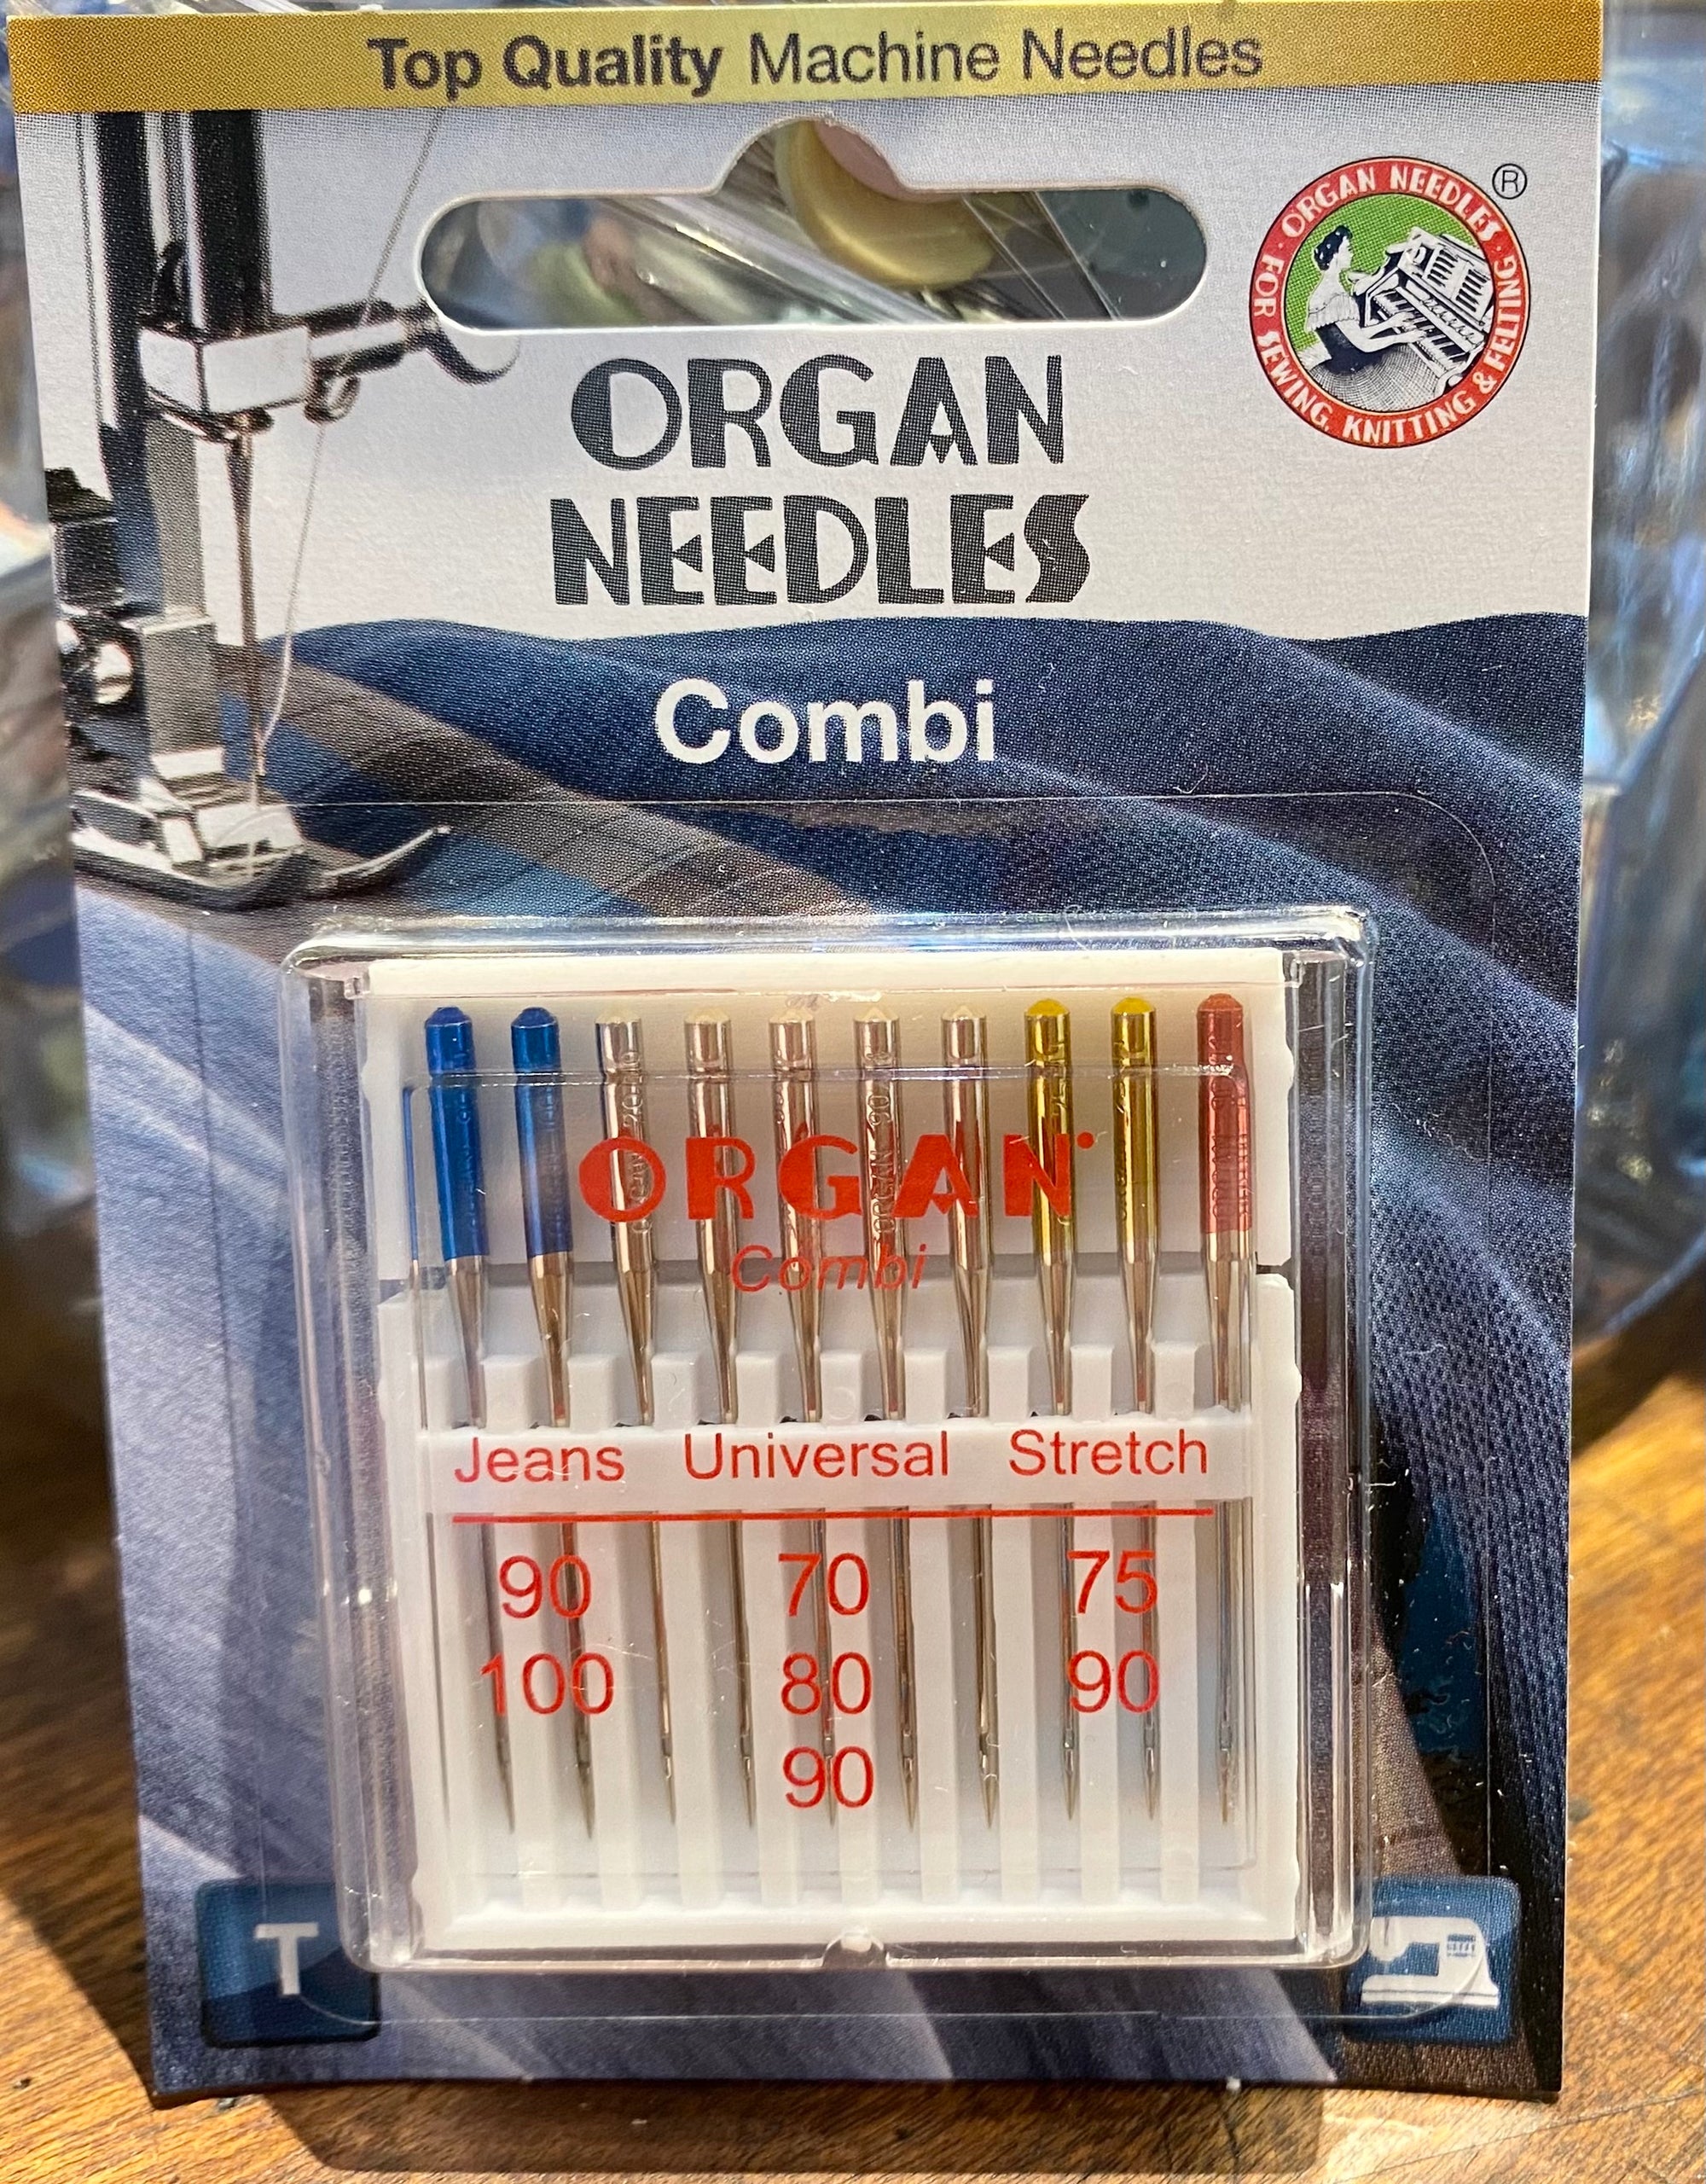 Top Quality Machine Needles
ORGAN NEEDLES · FOR SEWING, KNITTING & FELTING ·
®
ORGAN
NEEDLES
Combi
ORGAN
Combi
Jeans Universal Stretch
90 70 75
100 80 90
90
T